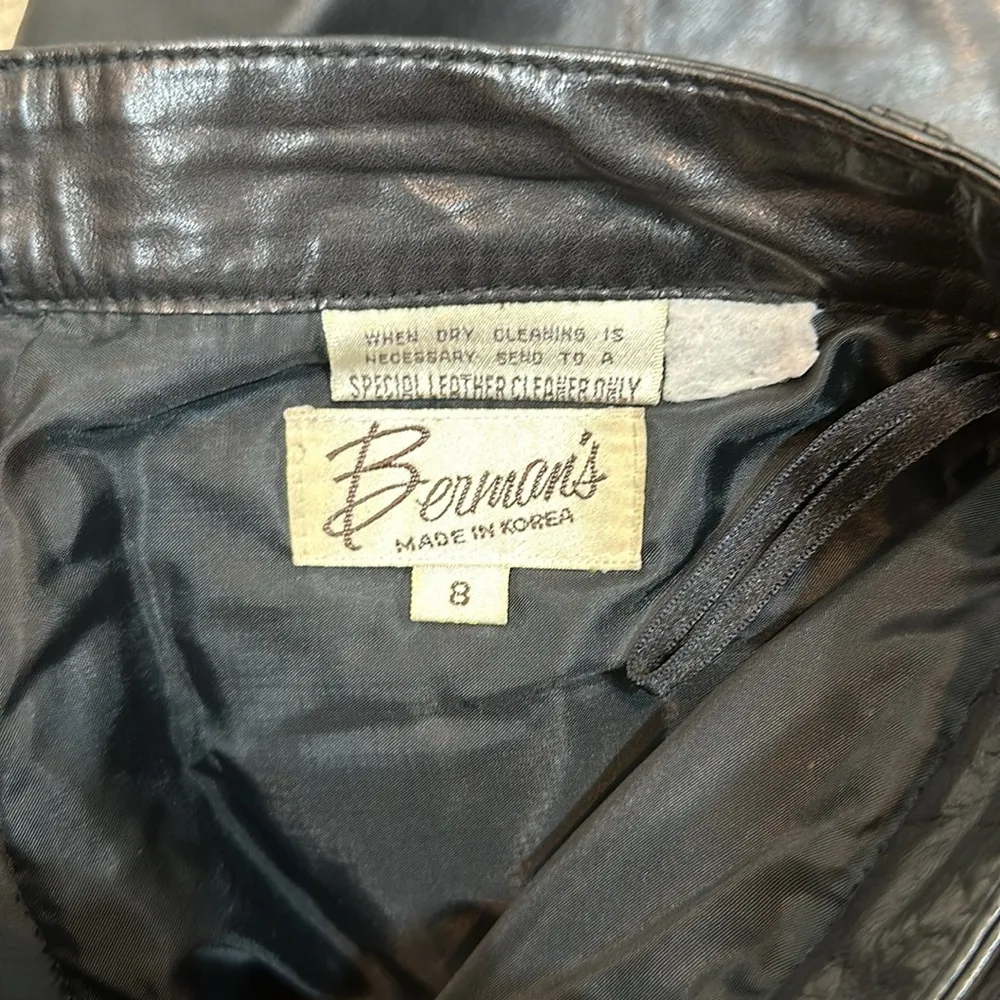 WHEN DRY CLEANING IS
NECESSARY SEND TO A
SPECIAL LEATHER CLEANER ONLY
Berman's
MADE IN KOREA
8